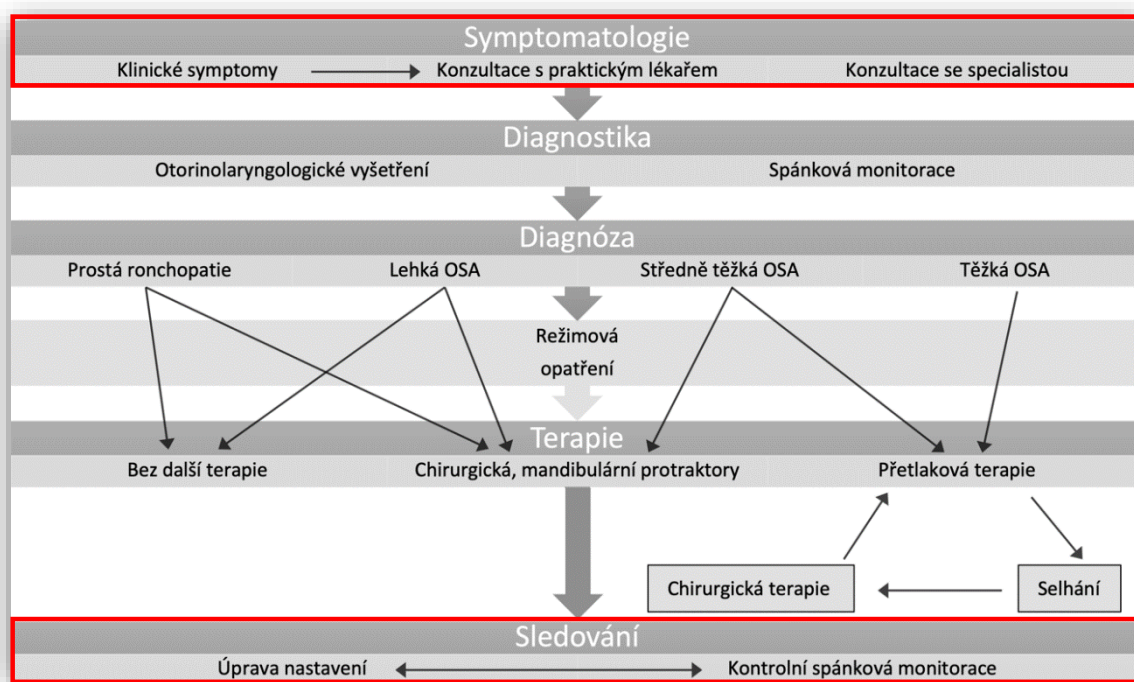 Symptomatologie
Klinické symptomy Konzultace s praktickým lékařem Konzultace se specialistou
Diagnostika
Otorinolaryngologické vyšetření Spánková monitorace
Diagnóza
Prostá ronchopatie Lehká OSA Středně těžká OSA Těžká OSA
Režimová
opatření
Terapie
Bez další terapie Chirurgická, mandibulární protraktory Přetlaková terapie
Chirurgická terapie Selhání
Sledování
Úprava nastavení Kontrolní spánková monitorace